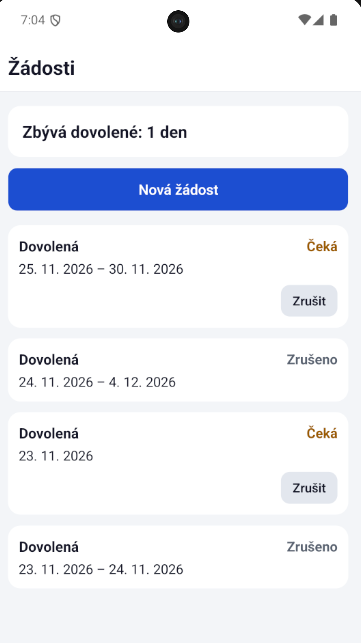 7:04
Žádosti
Zbývá dovolené: 1 den
Nová žádost
Dovolená Čeká
25. 11. 2026 – 30. 11. 2026
Zrušit
Dovolená Zrušeno
24. 11. 2026 – 4. 12. 2026
Dovolená Čeká
23. 11. 2026
Zrušit
Dovolená Zrušeno
23. 11. 2026 – 24. 11. 2026